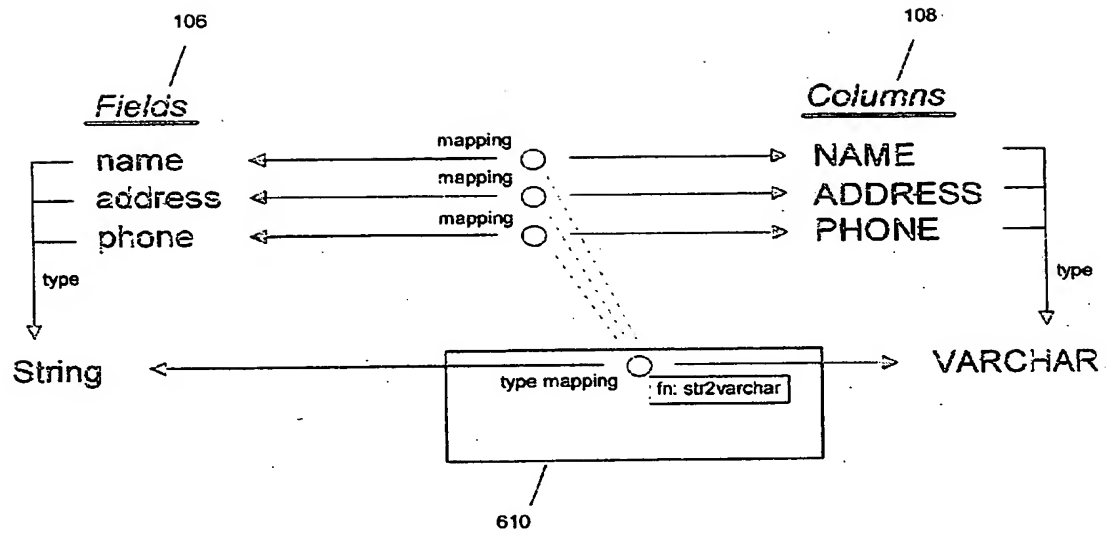 106
108
Fields
Columns
mapping
name
NAME
mapping
address
ADDRESS
mapping
phone
PHONE
type
type
String
type mapping
VARCHAR
fn: str2varchar
610